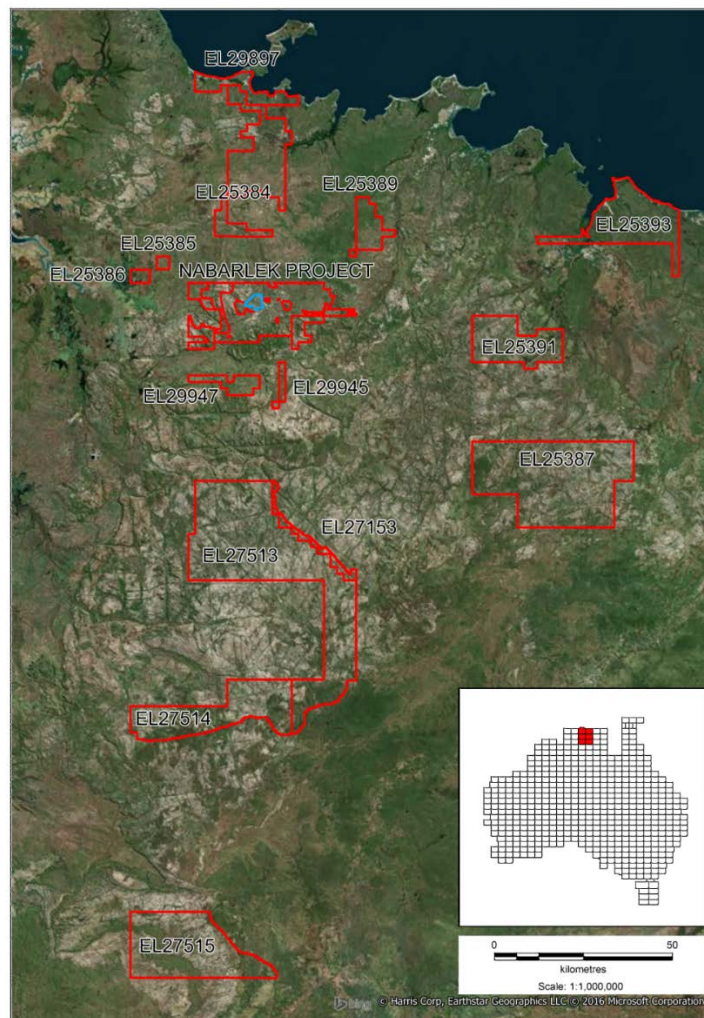 EL29897
EL25384
EL25389
EL25393
EL25385
EL25386
NABARLEK PROJECT
EL25391
EL29947
EL29945
EL25387
EL27153
EL27513
EL27514
EL27515
0
50
kilometres
Scale: 1:1,000,000
bing
© Harris Corp, Earthstar Geographics LLC © 2016 Microsoft Corporation